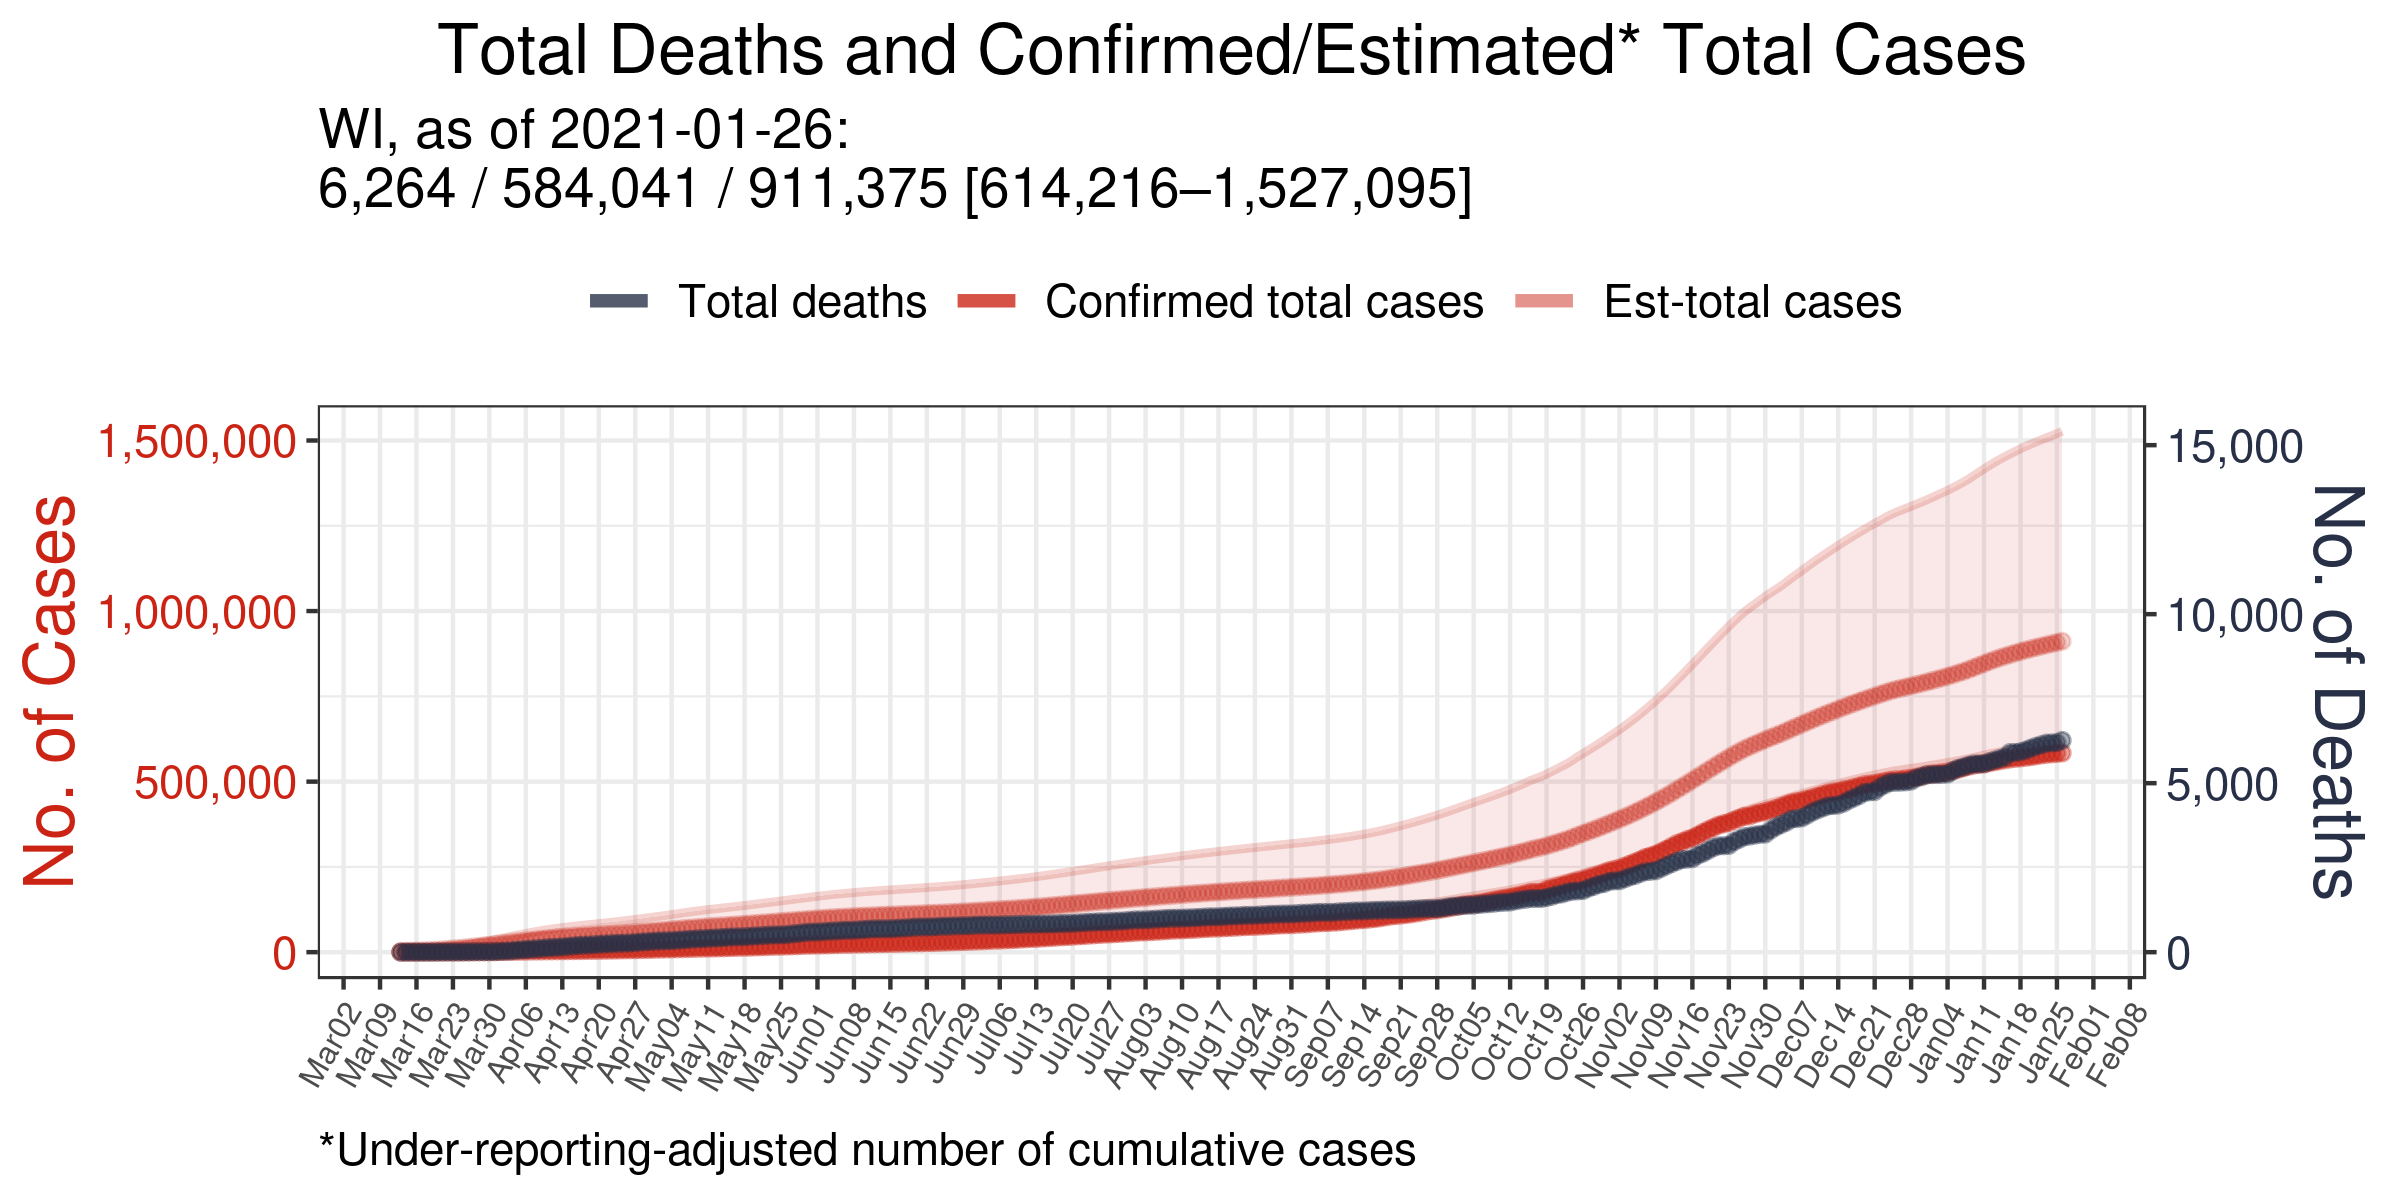 Total Deaths and Confirmed/Estimated* Total Cases
WI, as of 2021-01-26:
6,264 / 584,041 / 911,375 [614,216–1,527,095]
Total deaths
Confirmed total cases
Est-total cases
No. of Cases
1,500,000
1,000,000
500,000
0
15,000
10,000
5,000
0
No. of Deaths
Mar02
Mar09
Mar16
Mar23
Mar30
Apr06
Apr13
Apr20
Apr27
May04
May11
May18
May25
Jun01
Jun08
Jun15
Jun22
Jun29
Jul06
Jul13
Jul20
Jul27
Aug03
Aug10
Aug17
Aug24
Aug31
Sep07
Sep14
Sep21
Sep28
Oct05
Oct12
Oct19
Oct26
Nov02
Nov09
Nov16
Nov23
Nov30
Dec07
Dec14
Dec21
Dec28
Jan04
Jan11
Jan18
Jan25
Feb01
Feb08
*Under-reporting-adjusted number of cumulative cases